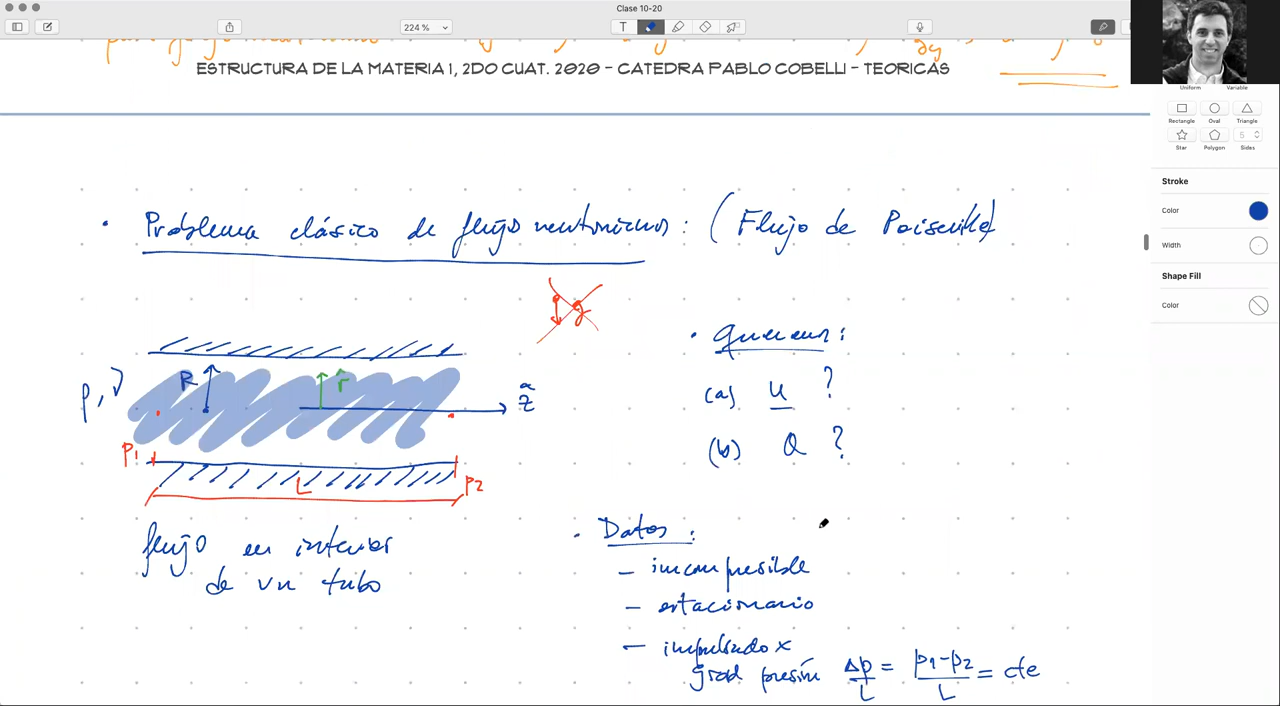 Clase 10-20
224 %
T
ESTRUCTURA DE LA MATERIA 1, 2DO CUAT. 2020 - CATEDRA PABLO COBELLI - TEORICAS
Uniform Variable
Rectangle Oval Triangle
5
Star Polygon Sides
Stroke
Color
Width
Shape Fill
Color
• Problema clásico de flujo newtonianos: (Flujo de Poiseuille)
g
• Queremos:
R r̂
ẑ
(a) u ?
(b) Q ?
p1
L p2
flujo en interior
de un tubo
• Datos:
— incompresible
— estacionario
— impulsado x
grad presión Δp/L = p1-p2/L = cte